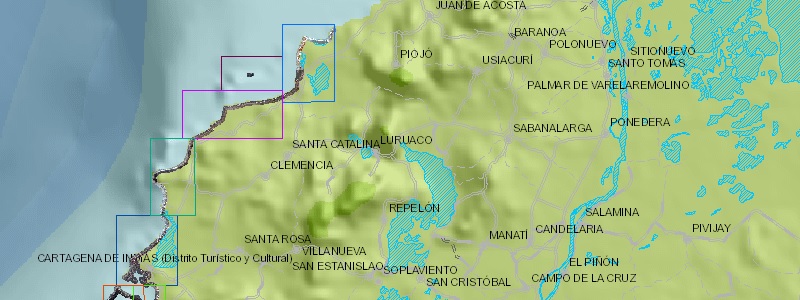 JUAN DE ACOSTA
BARANOA
POLONUEVO
PIOJÓ
USIACURÍ
SITIONUEVO
SANTO TOMÁS
PALMAR DE VARELA
REMOLINO
PONEDERA
SABANALARGA
LURUACO
SANTA CATALINA
CLEMENCIA
REPELÓN
SALAMINA
CANDELARIA
PIVIJAY
MANATÍ
SANTA ROSA
VILLANUEVA
CARTAGENA DE INDIAS (Distrito Turístico y Cultural)
SAN ESTANISLAO
SOPLAVIENTO
EL PIÑÓN
SAN CRISTÓBAL
CAMPO DE LA CRUZ